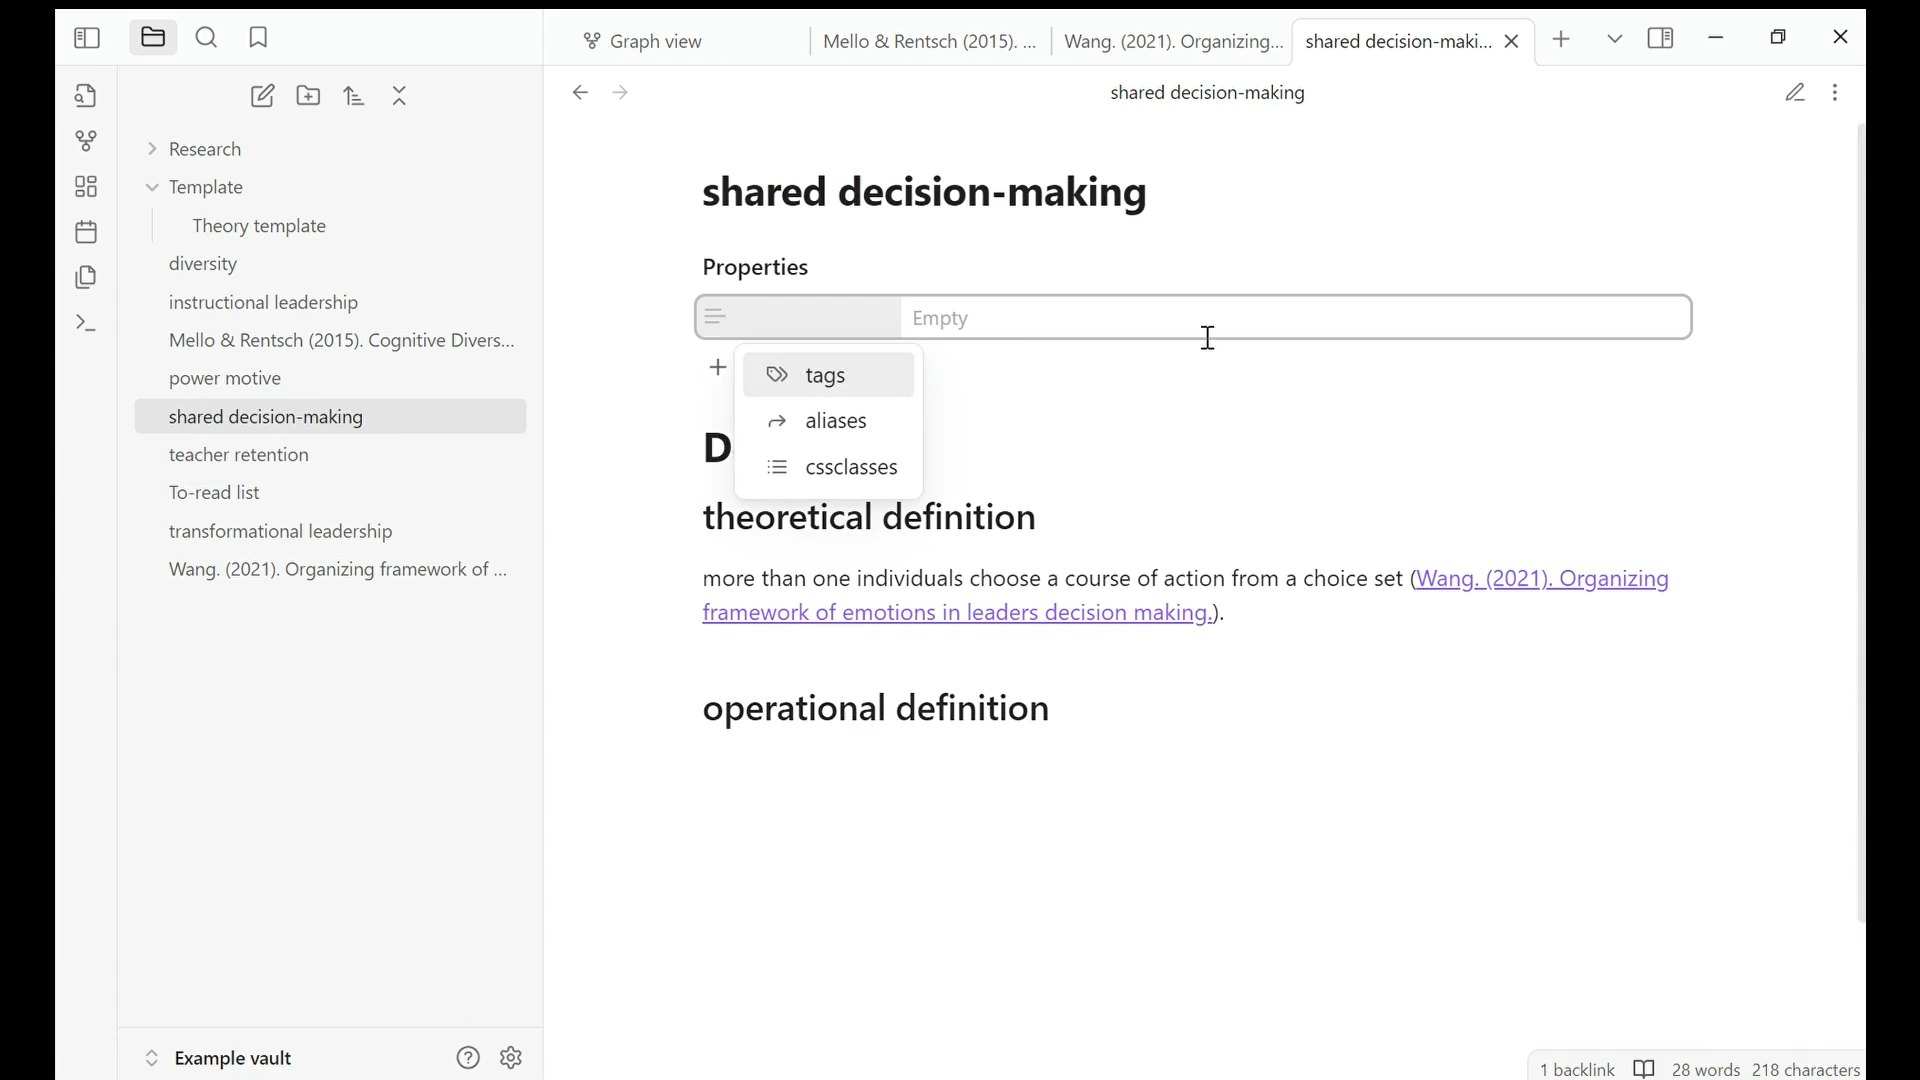 Graph view
Mello & Rentsch (2015). ...
Wang. (2021). Organizing...
shared decision-maki...
shared decision-making
Research
Template
Theory template
diversity
instructional leadership
Mello & Rentsch (2015). Cognitive Divers...
power motive
shared decision-making
teacher retention
To-read list
transformational leadership
Wang. (2021). Organizing framework of ...
Example vault
shared decision-making
Properties
Empty
tags
aliases
cssclasses
D
theoretical definition
more than one individuals choose a course of action from a choice set (Wang. (2021). Organizing
framework of emotions in leaders decision making.).
operational definition
1 backlink 28 words 218 characters